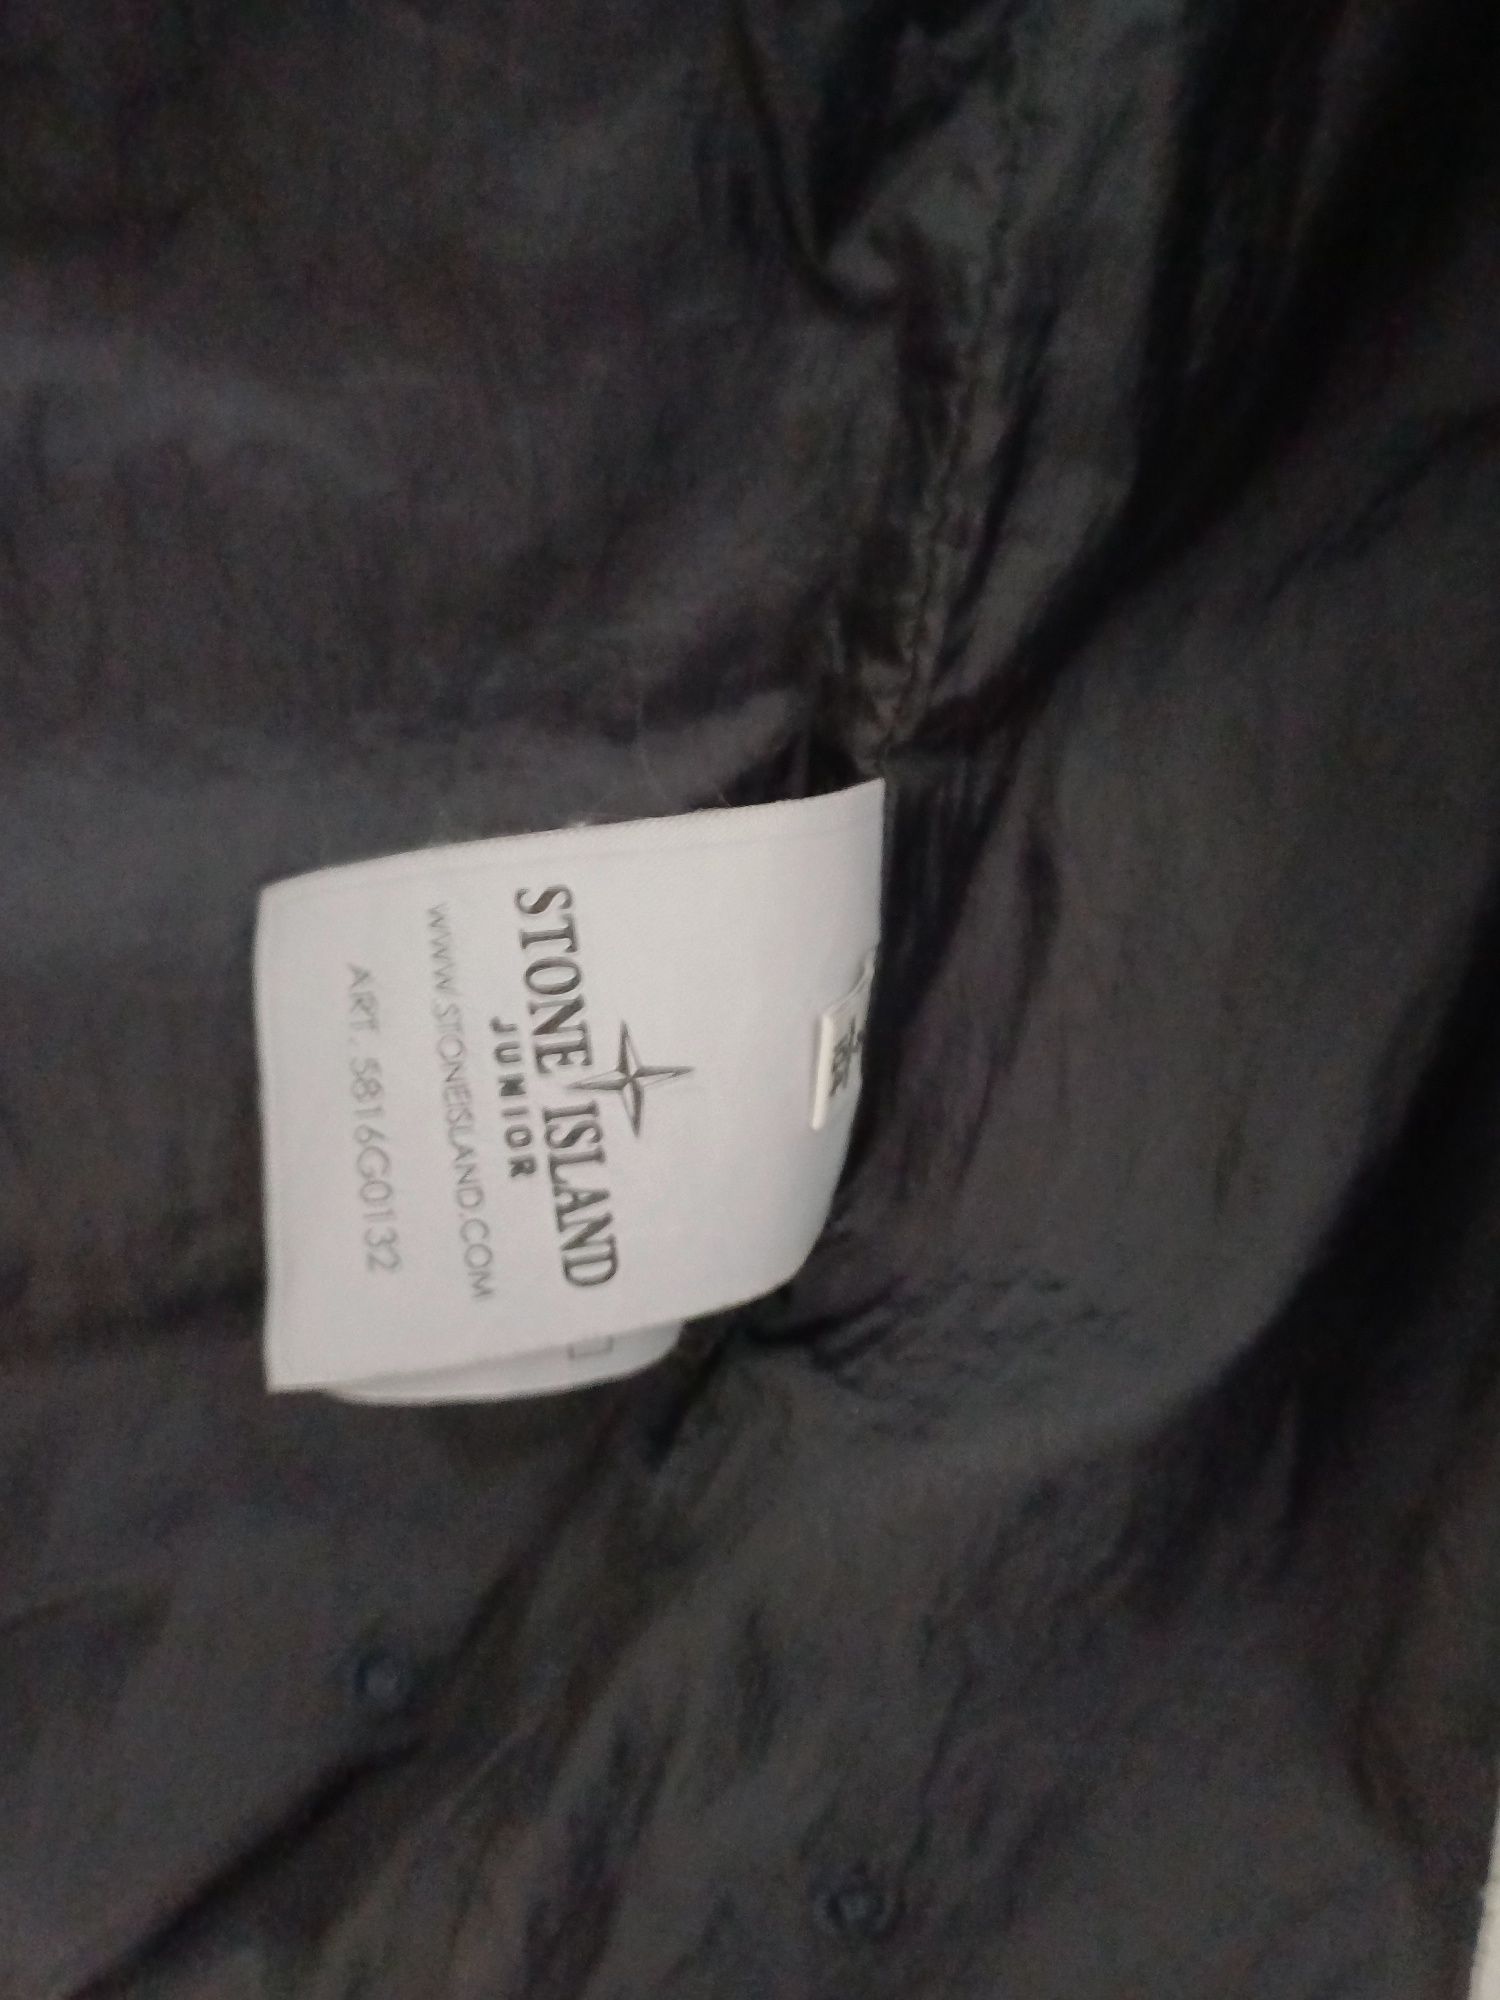 STONE ISLAND
JUNIOR
WWW.STONEISLAND.COM
ART. 5816G0132